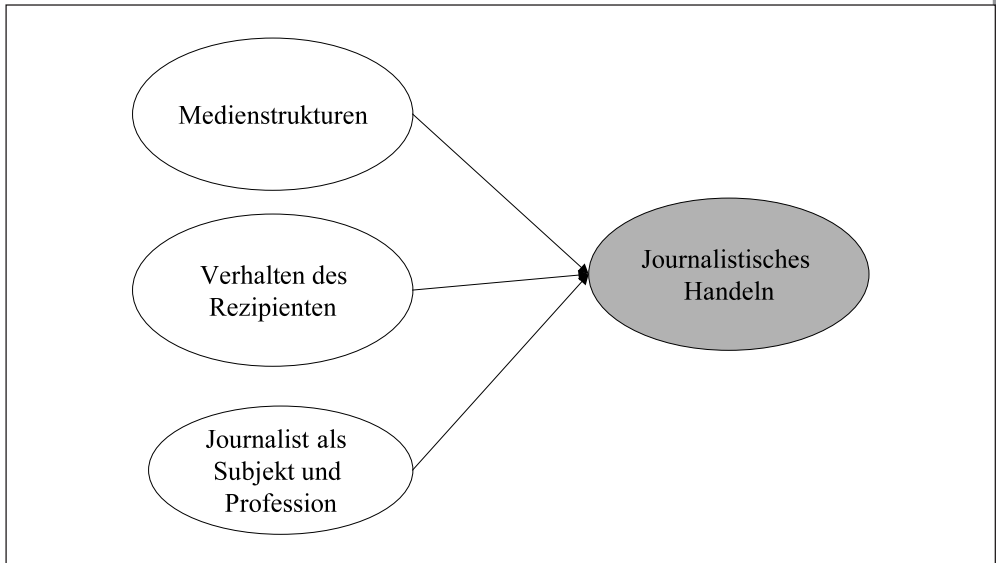 Medienstrukturen
Verhalten des
Rezipienten
Journalist als
Subjekt und
Profession
Journalistisches
Handeln